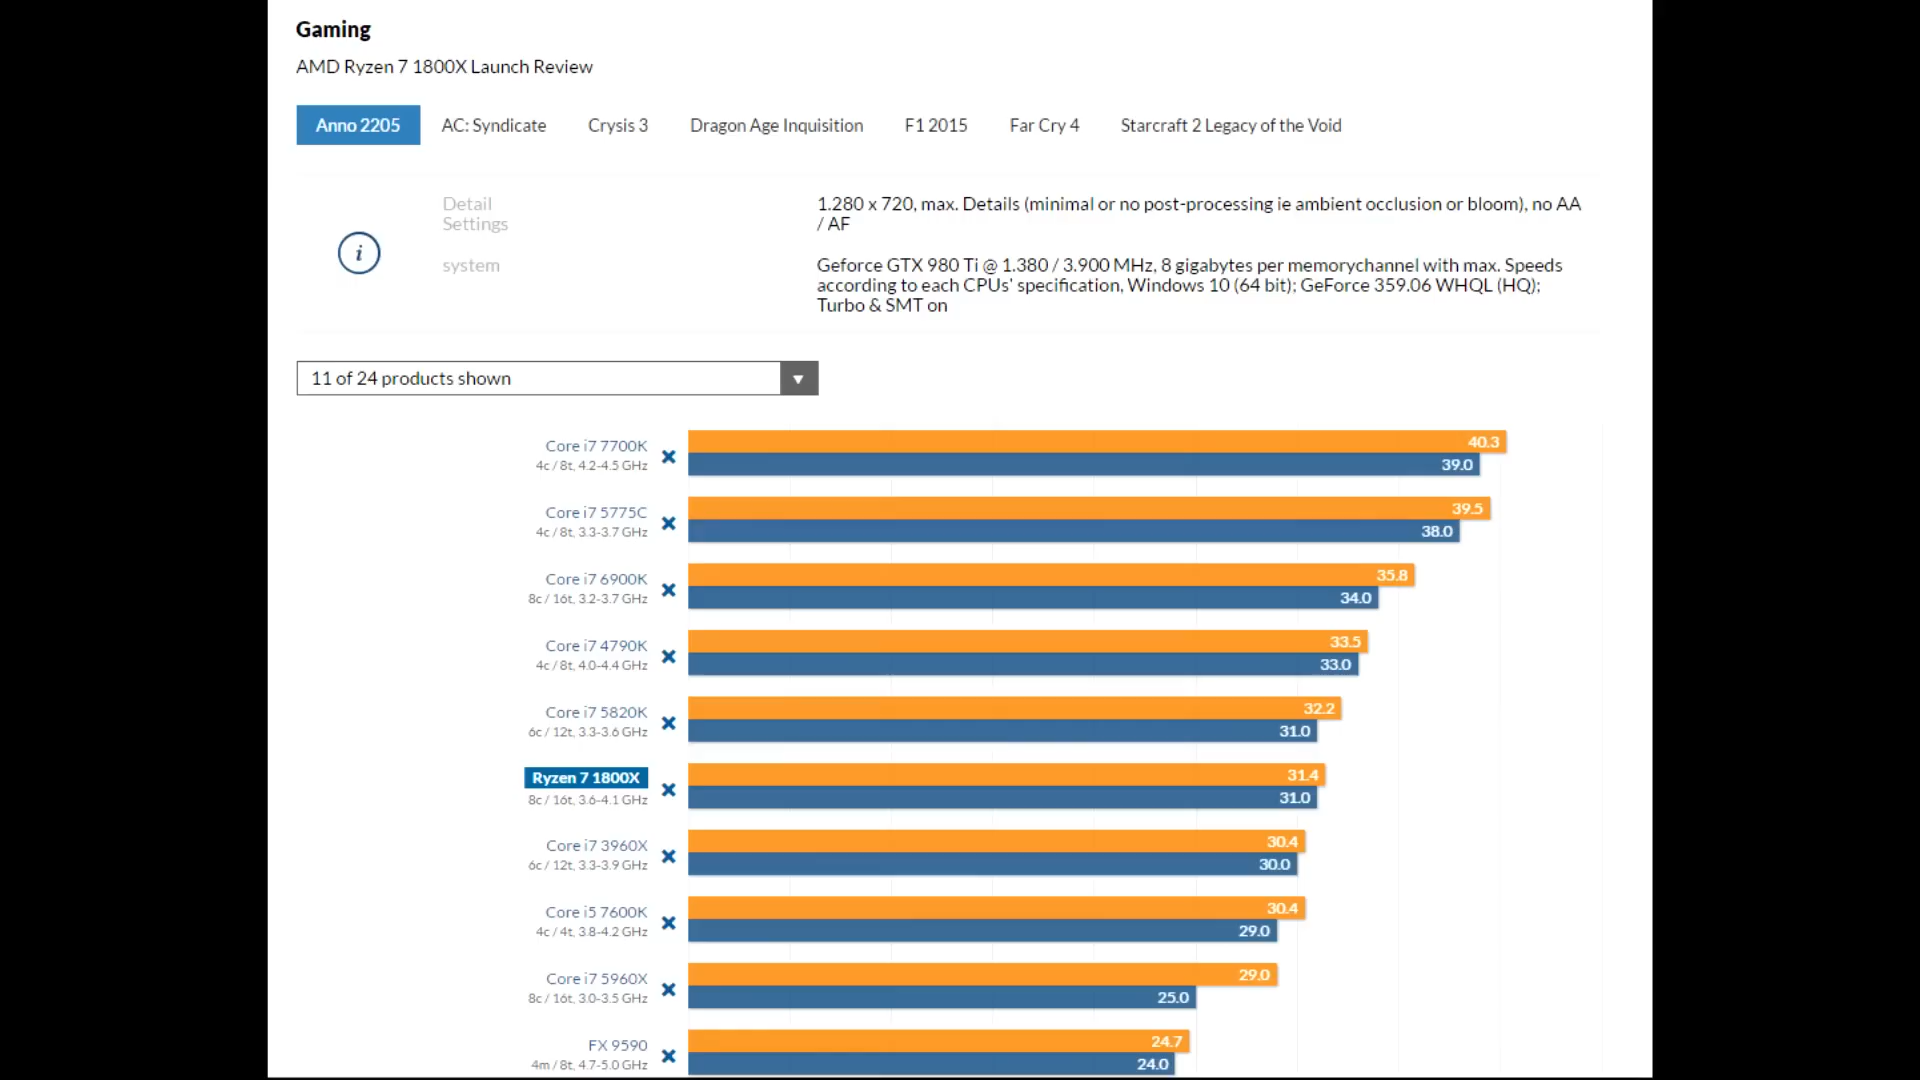 Gaming
AMD Ryzen 7 1800X Launch Review
Anno 2205 AC: Syndicate Crysis 3 Dragon Age Inquisition F1 2015 Far Cry 4 Starcraft 2 Legacy of the Void
Detail
Settings
1.280 x 720, max. Details (minimal or no post-processing ie ambient occlusion or bloom), no AA
/ AF
i
system
Geforce GTX 980 Ti @ 1.380 / 3.900 MHz, 8 gigabytes per memorychannel with max. Speeds
according to each CPUs' specification, Windows 10 (64 bit); GeForce 359.06 WHQL (HQ);
Turbo & SMT on
11 of 24 products shown
Core i7 7700K
4c / 8t, 4.2-4.5 GHz
40.3
39.0
Core i7 5775C
4c / 8t, 3.3-3.7 GHz
39.5
38.0
Core i7 6900K
8c / 16t, 3.2-3.7 GHz
35.8
34.0
Core i7 4790K
4c / 8t, 4.0-4.4 GHz
33.5
33.0
Core i7 5820K
6c / 12t, 3.3-3.6 GHz
32.2
31.0
Ryzen 7 1800X
8c / 16t, 3.6-4.1 GHz
31.4
31.0
Core i7 3960X
6c / 12t, 3.3-3.9 GHz
30.4
30.0
Core i5 7600K
4c / 4t, 3.8-4.2 GHz
30.4
29.0
Core i7 5960X
8c / 16t, 3.0-3.5 GHz
29.0
25.0
FX 9590
4m / 8t, 4.7-5.0 GHz
24.7
24.0